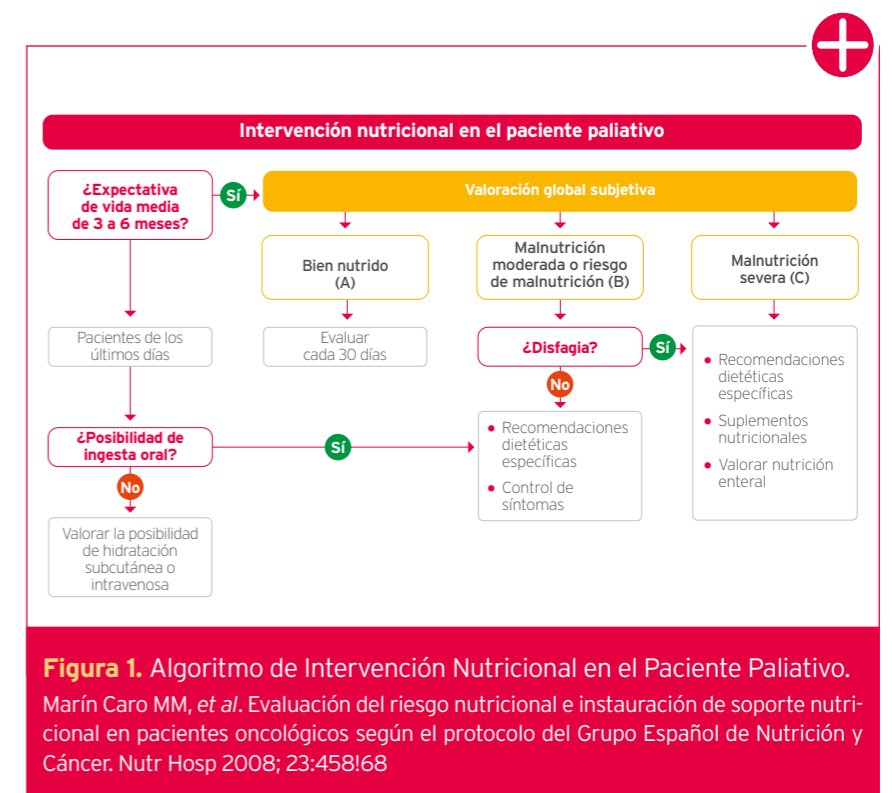 Intervención nutricional en el paciente paliativo
¿Expectativa
de vida media
de 3 a 6 meses?
Sí
Valoración global subjetiva
Bien nutrido
(A)
Malnutrición
moderada o riesgo
de malnutrición (B)
Malnutrición
severa (C)
Pacientes de los
últimos días
Evaluar
cada 30 días
¿Disfagia?
Sí
No
• Recomendaciones
dietéticas
específicas
• Suplementos
nutricionales
• Valorar nutrición
enteral
¿Posibilidad de
ingesta oral?
Sí
• Recomendaciones
dietéticas
específicas
• Control de
síntomas
No
Valorar la posibilidad
de hidratación
subcutánea o
intravenosa
Figura 1. Algoritmo de Intervención Nutricional en el Paciente Paliativo.
Marín Caro MM, et al. Evaluación del riesgo nutricional e instauración de soporte nutri-
cional en pacientes oncológicos según el protocolo del Grupo Español de Nutrición y
Cáncer. Nutr Hosp 2008; 23:458!68